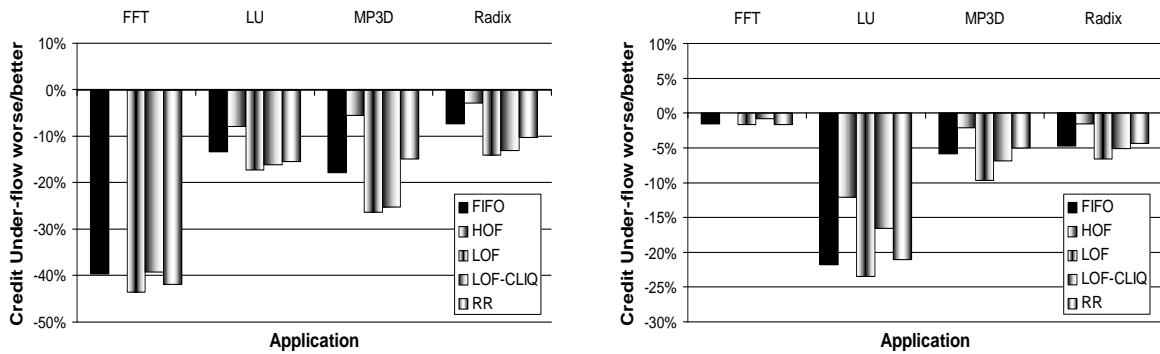 FFT LU MP3D Radix
10%
0%
-10%
-20%
-30%
-40%
-50%
Credit Under-flow worse/better
FIFO
HOF
LOF
LOF-CLIQ
RR
Application
FFT LU MP3D Radix
10%
5%
0%
-5%
-10%
-15%
-20%
-25%
-30%
Credit Under-flow worse/better
FIFO
HOF
LOF
LOF-CLIQ
RR
Application